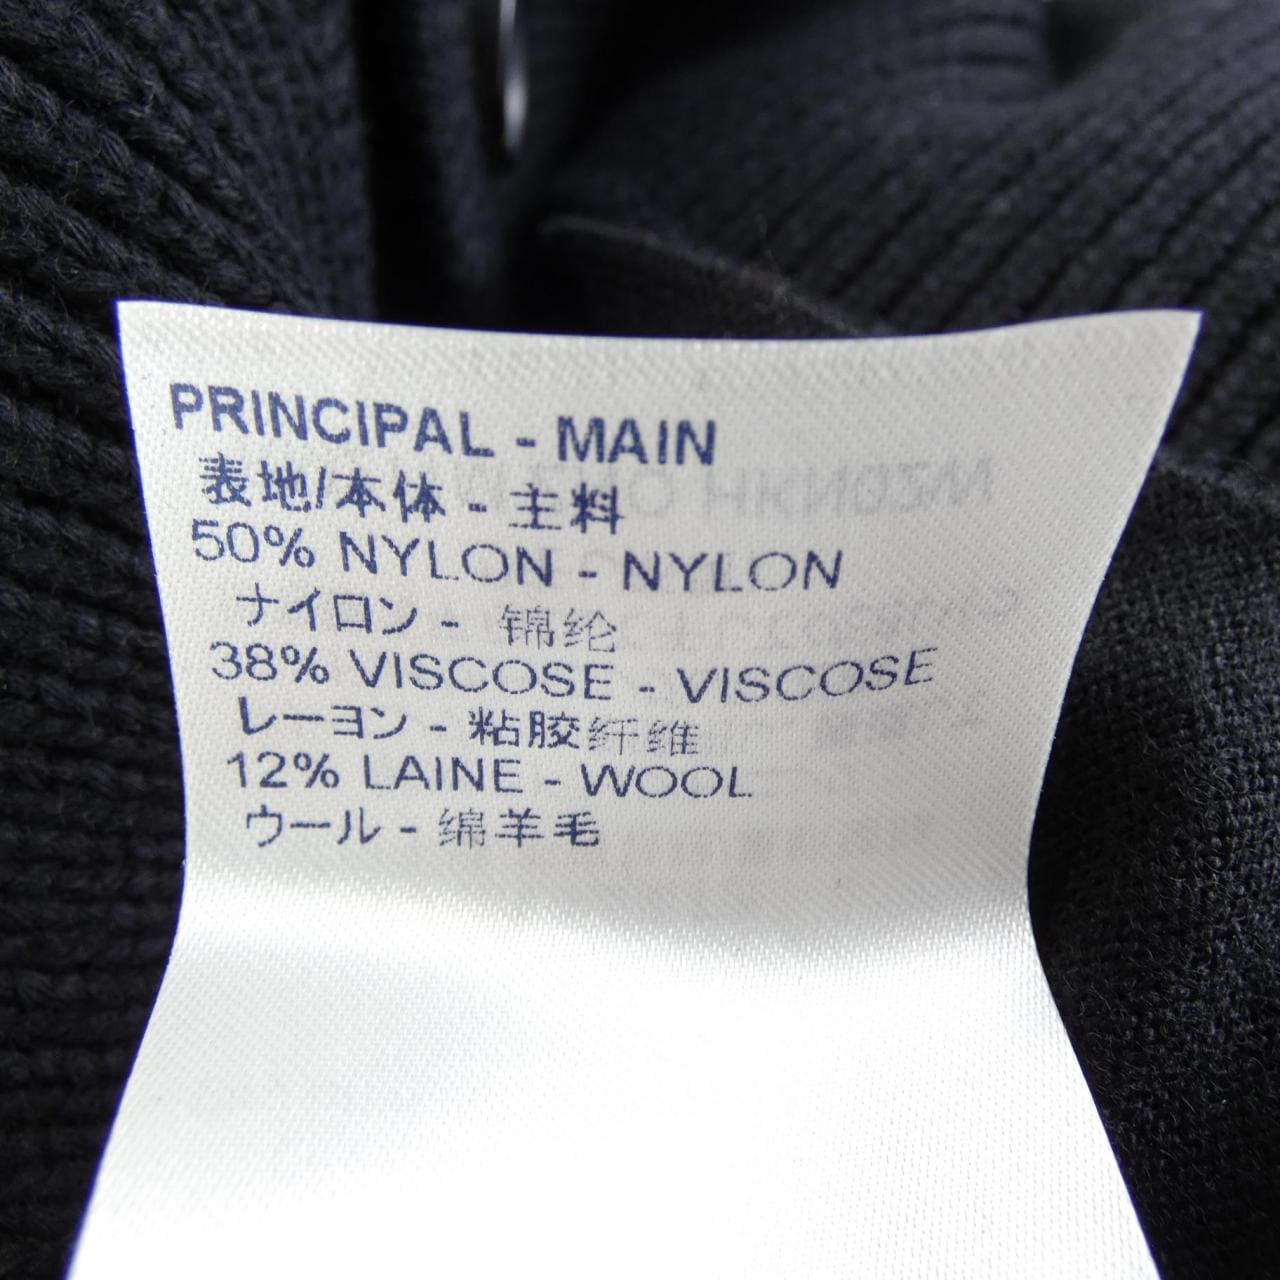 PRINCIPAL - MAIN
表地/本体 - 主料
50% NYLON - NYLON
ナイロン - 锦纶
38% VISCOSE - VISCOSE
レーヨン - 粘胶纤维
12% LAINE - WOOL
ウール - 绵羊毛